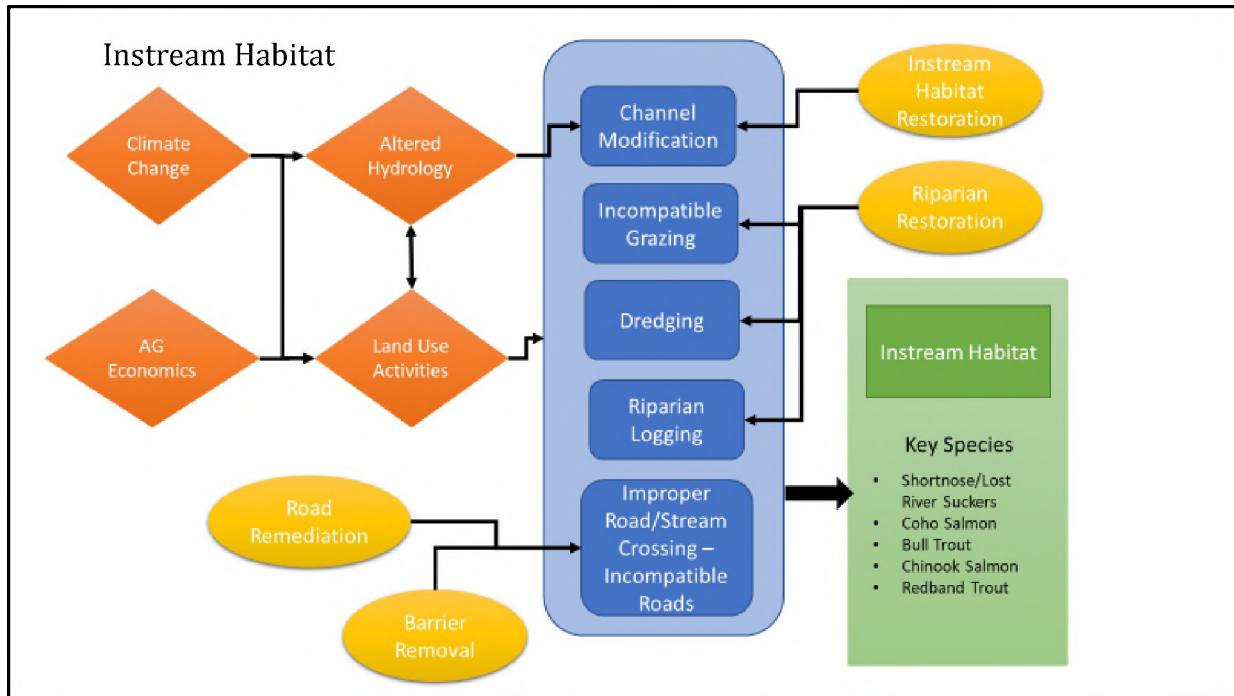 Instream Habitat
Climate
Change
Altered
Hydrology
AG
Economics
Land Use
Activities
Channel
Modification
Incompatible
Grazing
Dredging
Riparian
Logging
Improper
Road/Stream
Crossing –
Incompatible
Roads
Instream
Habitat
Restoration
Riparian
Restoration
Road
Remediation
Barrier
Removal
Instream Habitat
Key Species
• Shortnose/Lost
River Suckers
• Coho Salmon
• Bull Trout
• Chinook Salmon
• Redband Trout